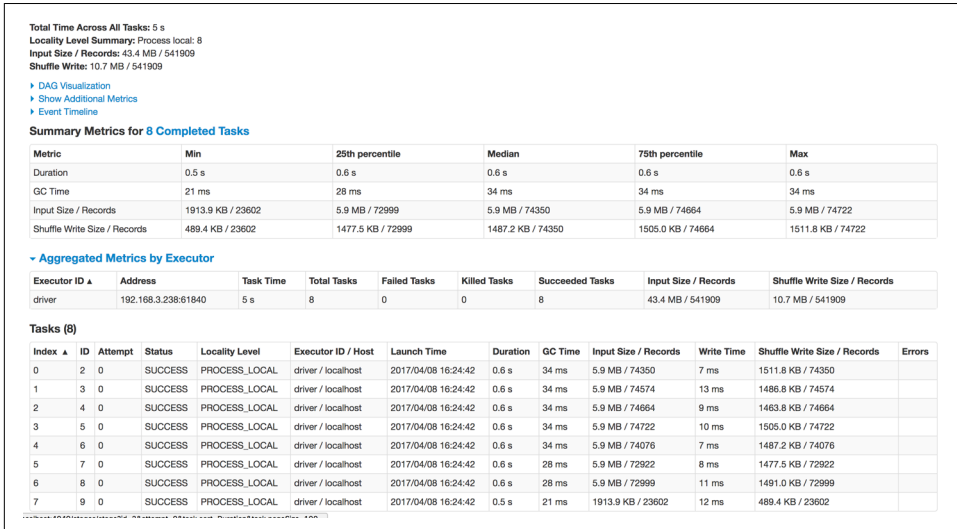 Total Time Across All Tasks: 5 s
Locality Level Summary: Process local: 8
Input Size / Records: 43.4 MB / 541909
Shuffle Write: 10.7 MB / 541909
DAG Visualization
Show Additional Metrics
Event Timeline
Summary Metrics for 8 Completed Tasks
Metric Min 25th percentile Median 75th percentile Max
Duration 0.5 s 0.6 s 0.6 s 0.6 s 0.6 s
GC Time 21 ms 28 ms 34 ms 34 ms 34 ms
Input Size / Records 1913.9 KB / 23602 5.9 MB / 72999 5.9 MB / 74350 5.9 MB / 74664 5.9 MB / 74722
Shuffle Write Size / Records 489.4 KB / 23602 1477.5 KB / 72999 1487.2 KB / 74350 1505.0 KB / 74664 1511.8 KB / 74722
Aggregated Metrics by Executor
Executor ID ▲ Address Task Time Total Tasks Failed Tasks Killed Tasks Succeeded Tasks Input Size / Records Shuffle Write Size / Records
driver 192.168.3.238:61840 5 s 8 0 0 8 43.4 MB / 541909 10.7 MB / 541909
Tasks (8)
Index ▲ ID Attempt Status Locality Level Executor ID / Host Launch Time Duration GC Time Input Size / Records Write Time Shuffle Write Size / Records Errors
0 2 0 SUCCESS PROCESS_LOCAL driver / localhost 2017/04/08 16:24:42 0.6 s 34 ms 5.9 MB / 74350 7 ms 1511.8 KB / 74350
1 3 0 SUCCESS PROCESS_LOCAL driver / localhost 2017/04/08 16:24:42 0.6 s 34 ms 5.9 MB / 74574 13 ms 1486.8 KB / 74574
2 4 0 SUCCESS PROCESS_LOCAL driver / localhost 2017/04/08 16:24:42 0.6 s 34 ms 5.9 MB / 74664 9 ms 1463.8 KB / 74664
3 5 0 SUCCESS PROCESS_LOCAL driver / localhost 2017/04/08 16:24:42 0.6 s 34 ms 5.9 MB / 74722 10 ms 1505.0 KB / 74722
4 6 0 SUCCESS PROCESS_LOCAL driver / localhost 2017/04/08 16:24:42 0.6 s 34 ms 5.9 MB / 74076 7 ms 1487.2 KB / 74076
5 7 0 SUCCESS PROCESS_LOCAL driver / localhost 2017/04/08 16:24:42 0.6 s 28 ms 5.9 MB / 72922 8 ms 1477.5 KB / 72922
6 8 0 SUCCESS PROCESS_LOCAL driver / localhost 2017/04/08 16:24:42 0.6 s 28 ms 5.9 MB / 72999 11 ms 1491.0 KB / 72999
7 9 0 SUCCESS PROCESS_LOCAL driver / localhost 2017/04/08 16:24:42 0.5 s 21 ms 1913.9 KB / 23602 12 ms 489.4 KB / 23602